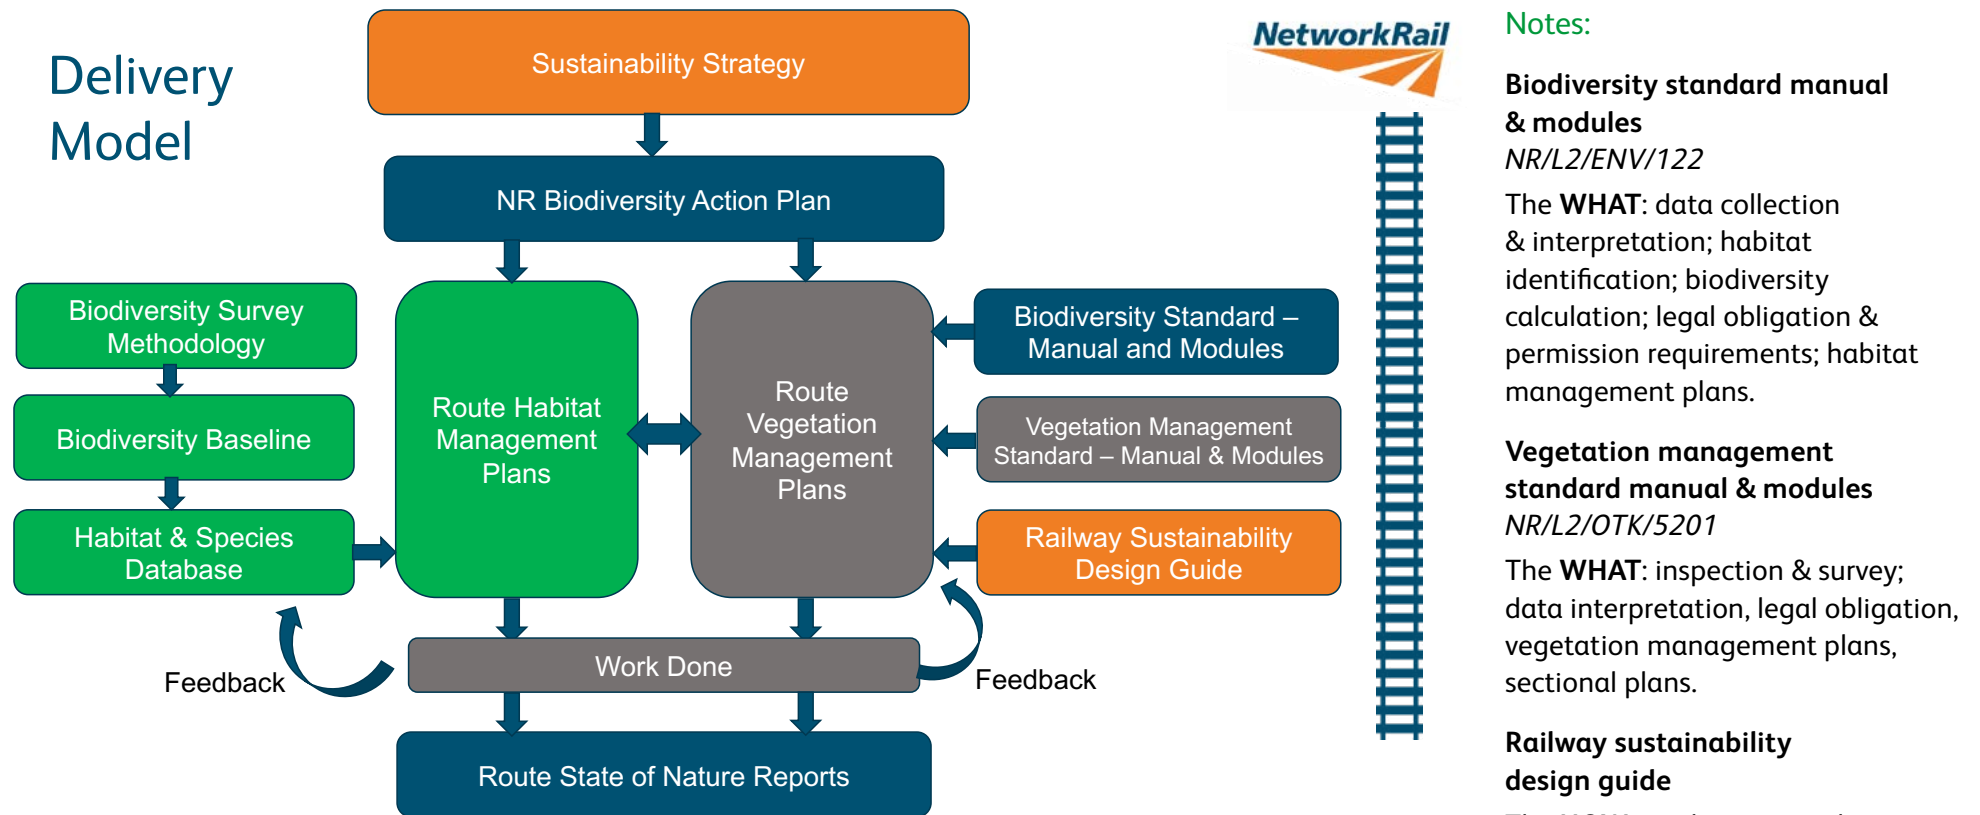 Delivery
Model
Sustainability Strategy
NR Biodiversity Action Plan
Biodiversity Survey
Methodology
Biodiversity Baseline
Habitat & Species
Database
Route Habitat
Management
Plans
Route
Vegetation
Management
Plans
Biodiversity Standard –
Manual and Modules
Vegetation Management
Standard – Manual & Modules
Railway Sustainability
Design Guide
Feedback
Work Done
Feedback
Route State of Nature Reports
NetworkRail
Notes:
Biodiversity standard manual
& modules
NR/L2/ENV/122
The WHAT: data collection
& interpretation; habitat
identification; biodiversity
calculation; legal obligation &
permission requirements; habitat
management plans.
Vegetation management
standard manual & modules
NR/L2/OTK/5201
The WHAT: inspection & survey;
data interpretation, legal obligation,
vegetation management plans,
sectional plans.
Railway sustainability
design guide